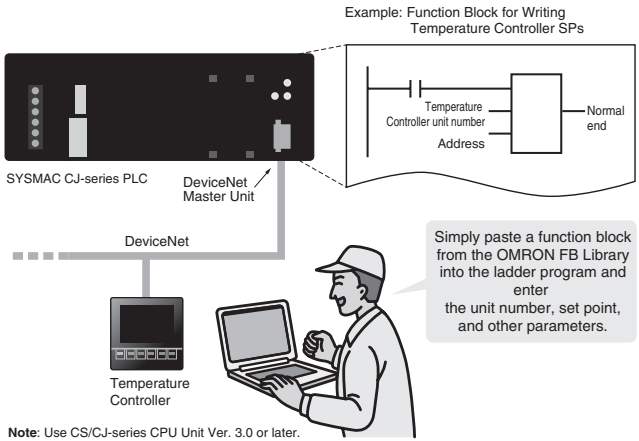 Example: Function Block for Writing
Temperature Controller SPs
Temperature
Controller unit number
Address
Normal
end
SYSMAC CJ-series PLC
DeviceNet
Master Unit
DeviceNet
Simply paste a function block
from the OMRON FB Library
into the ladder program and
enter
the unit number, set point,
and other parameters.
Temperature
Controller
Note: Use CS/CJ-series CPU Unit Ver. 3.0 or later.